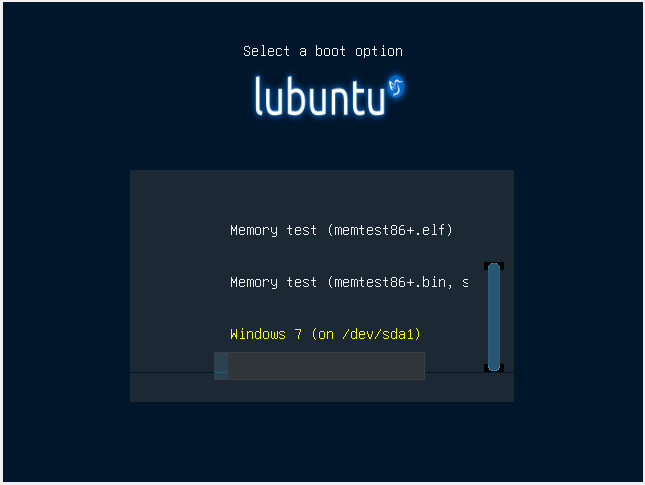 Select a boot option
lubuntu
Memory test (memtest86+.elf)
Memory test (memtest86+.bin, s
Windows 7 (on /dev/sda1)